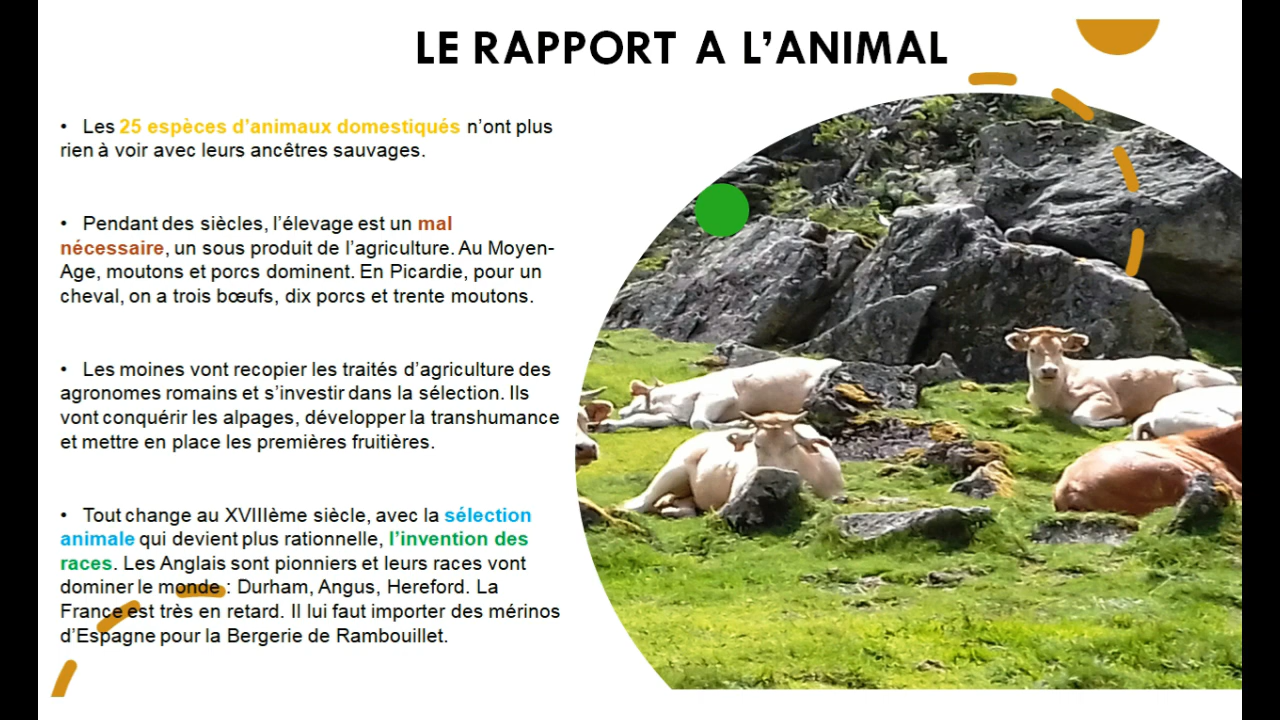 LE RAPPORT A L’ANIMAL
• Les 25 espèces d’animaux domestiqués n’ont plus
rien à voir avec leurs ancêtres sauvages.
• Pendant des siècles, l’élevage est un mal
nécessaire, un sous produit de l’agriculture. Au Moyen-
Age, moutons et porcs dominent. En Picardie, pour un
cheval, on a trois bœufs, dix porcs et trente moutons.
• Les moines vont recopier les traités d’agriculture des
agronomes romains et s’investir dans la sélection. Ils
vont conquérir les alpages, développer la transhumance
et mettre en place les premières fruitières.
• Tout change au XVIIIème siècle, avec la sélection
animale qui devient plus rationnelle, l’invention des
races. Les Anglais sont pionniers et leurs races vont
dominer le monde : Durham, Angus, Hereford. La
France est très en retard. Il lui faut importer des mérinos
d’Espagne pour la Bergerie de Rambouillet.